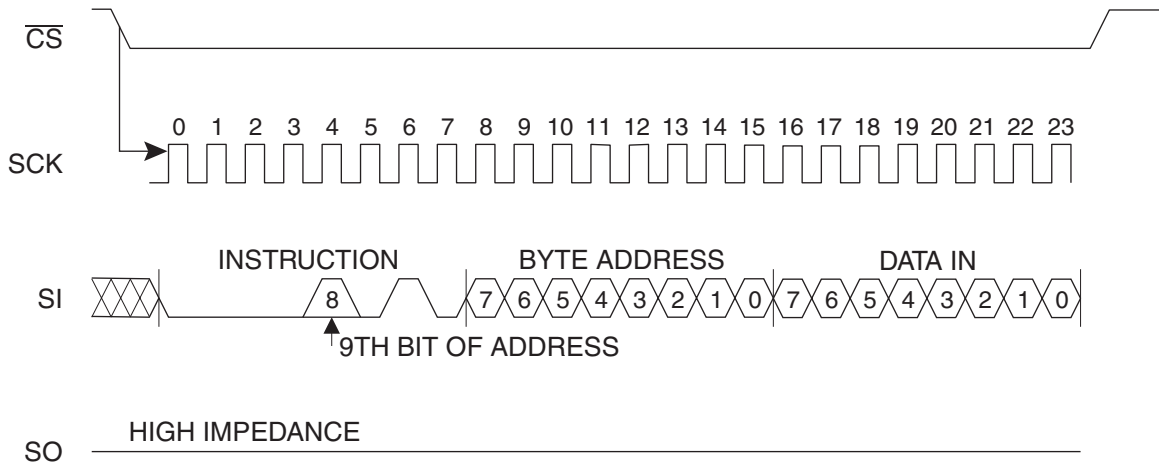 CS
0 1 2 3 4 5 6 7 8 9 10 11 12 13 14 15 16 17 18 19 20 21 22 23
SCK
INSTRUCTION BYTE ADDRESS DATA IN
SI 8 7 6 5 4 3 2 1 0 7 6 5 4 3 2 1 0
9TH BIT OF ADDRESS
HIGH IMPEDANCE
SO